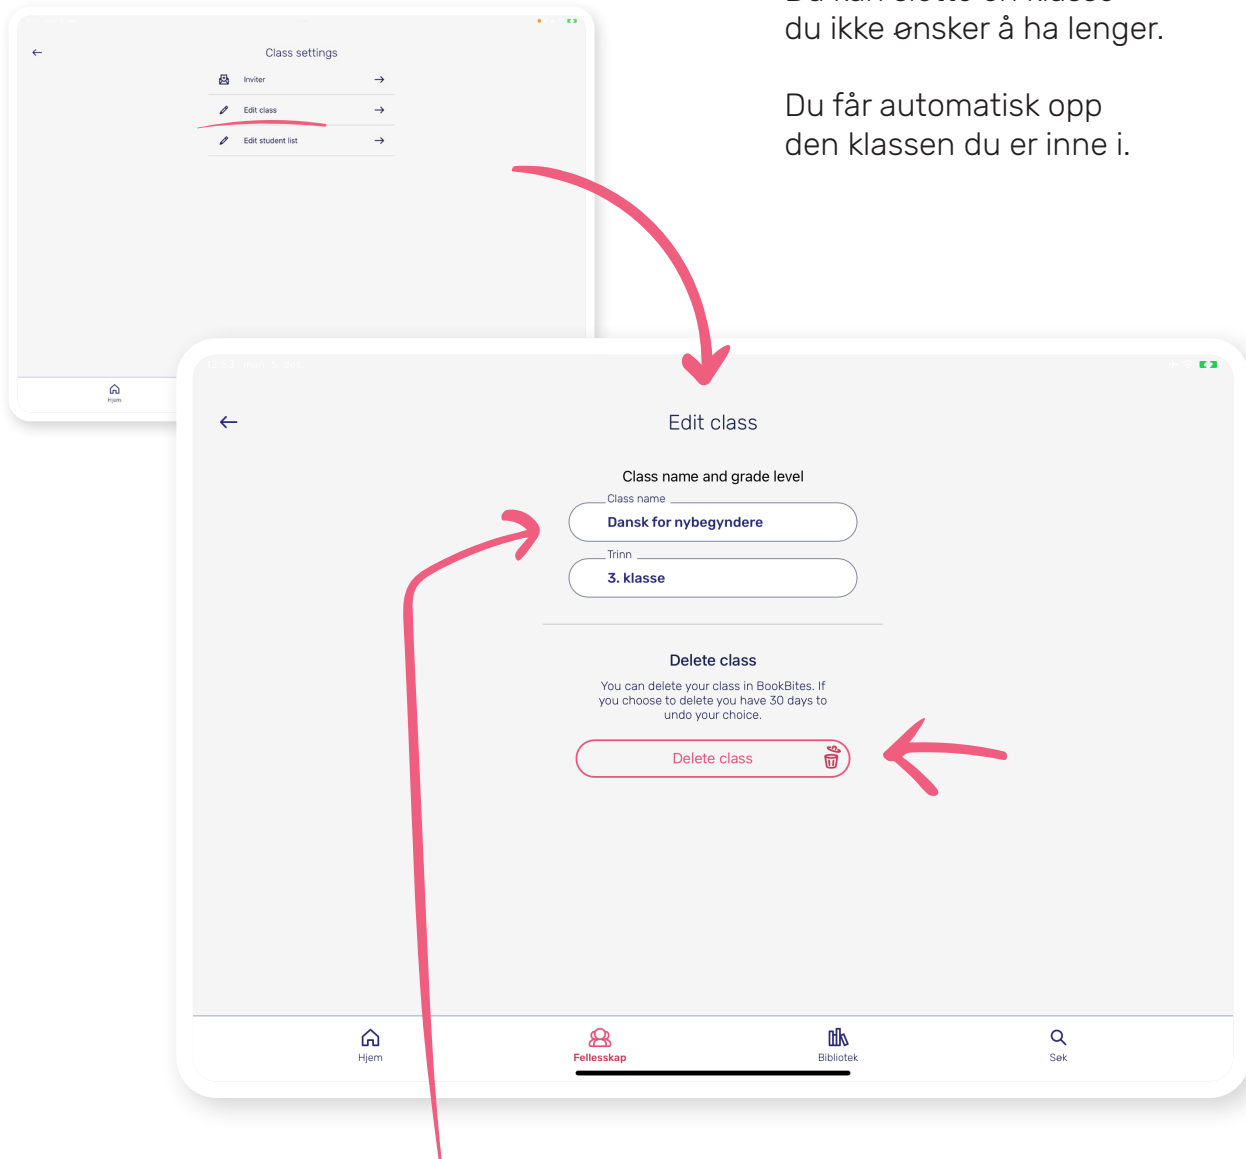 du ikke ønsker å ha lenger.
Du får automatisk opp
den klassen du er inne i.
Class settings
Inviter
Edit class
Edit student list
Hjem
Edit class
Class name and grade level
Class name
Dansk for nybegyndere
Trinn
3. klasse
Delete class
You can delete your class in BookBites. If
you choose to delete you have 30 days to
undo your choice.
Delete class
Hjem
Fellesskap
Bibliotek
Søk